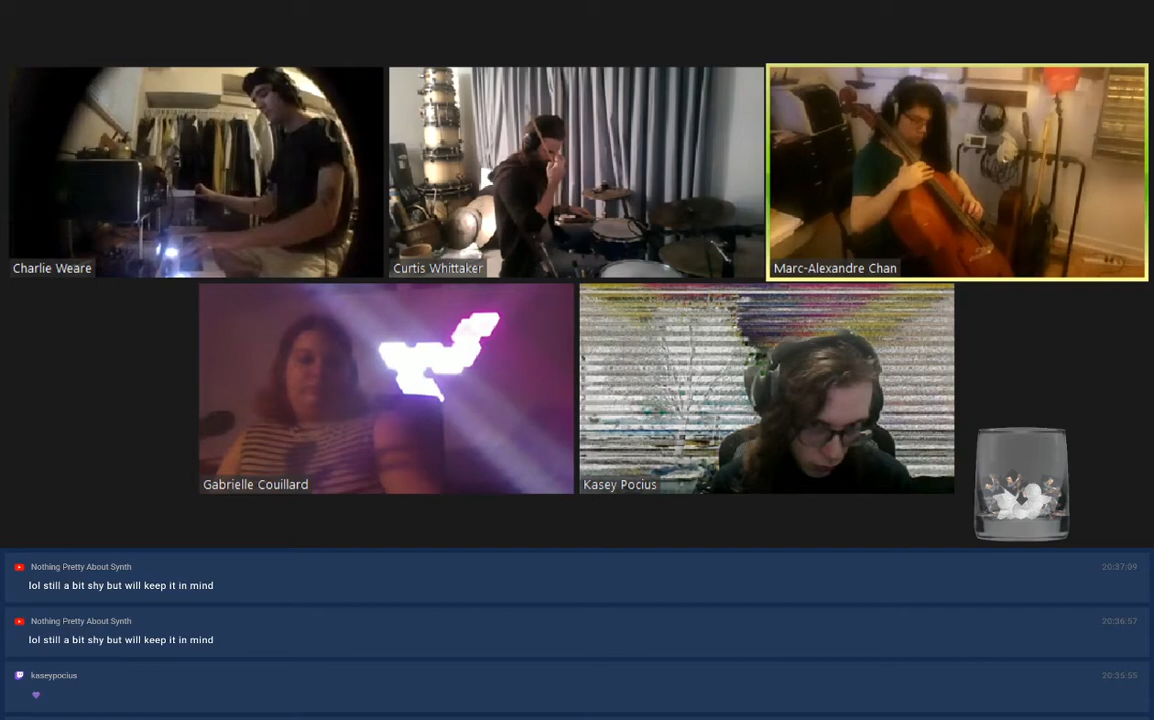 Charlie Weare
Curtis Whittaker
Marc-Alexandre Chan
Gabrielle Couillard
Kasey Pocius
Nothing Pretty About Synth 20:37:09
lol still a bit shy but will keep it in mind
Nothing Pretty About Synth 20:36:57
lol still a bit shy but will keep it in mind
kaseypocius 20:35:55